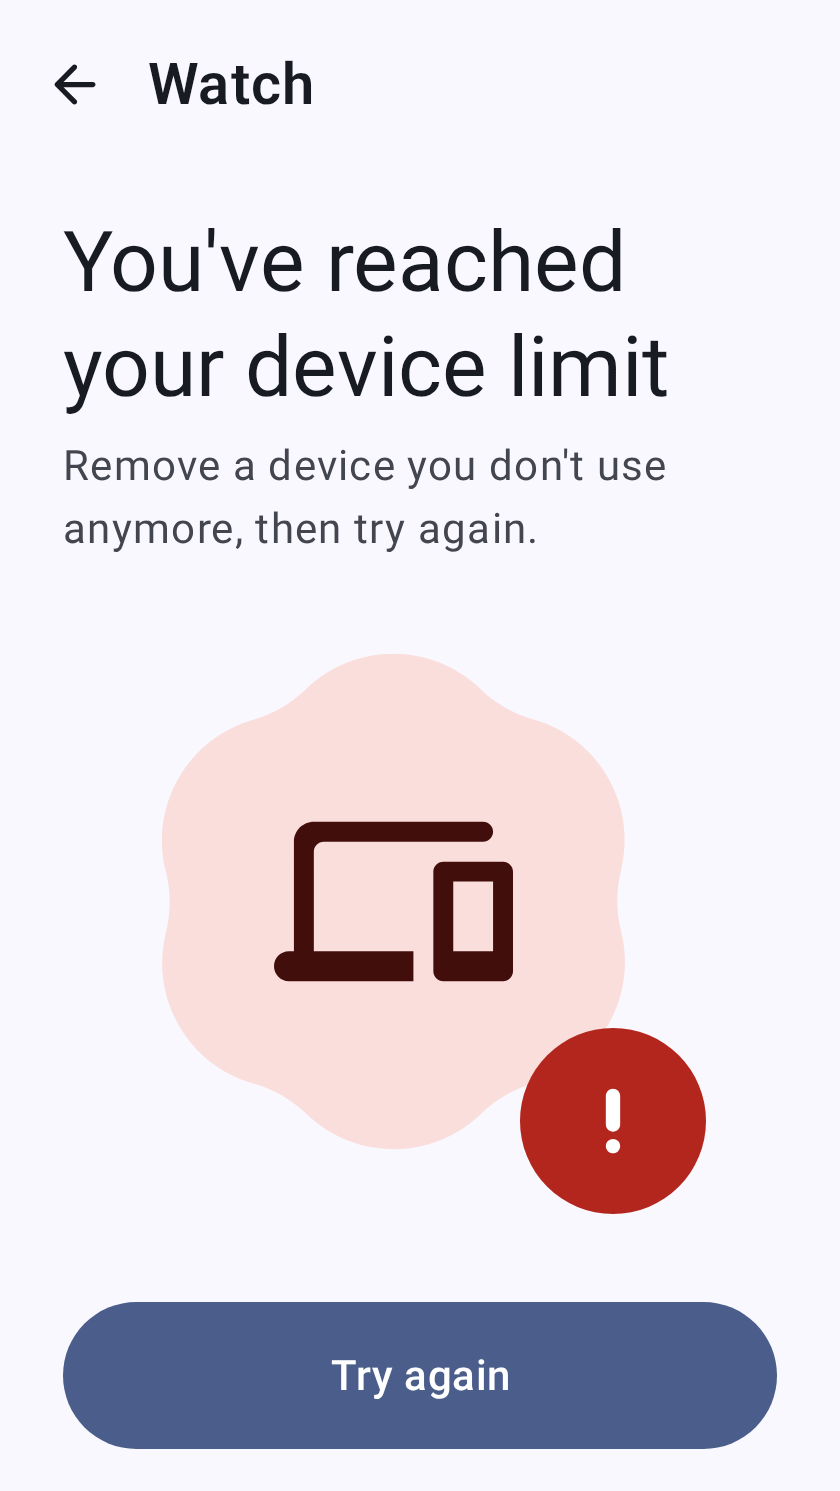 Watch
You've reached
your device limit
Remove a device you don't use
anymore, then try again.
Try again